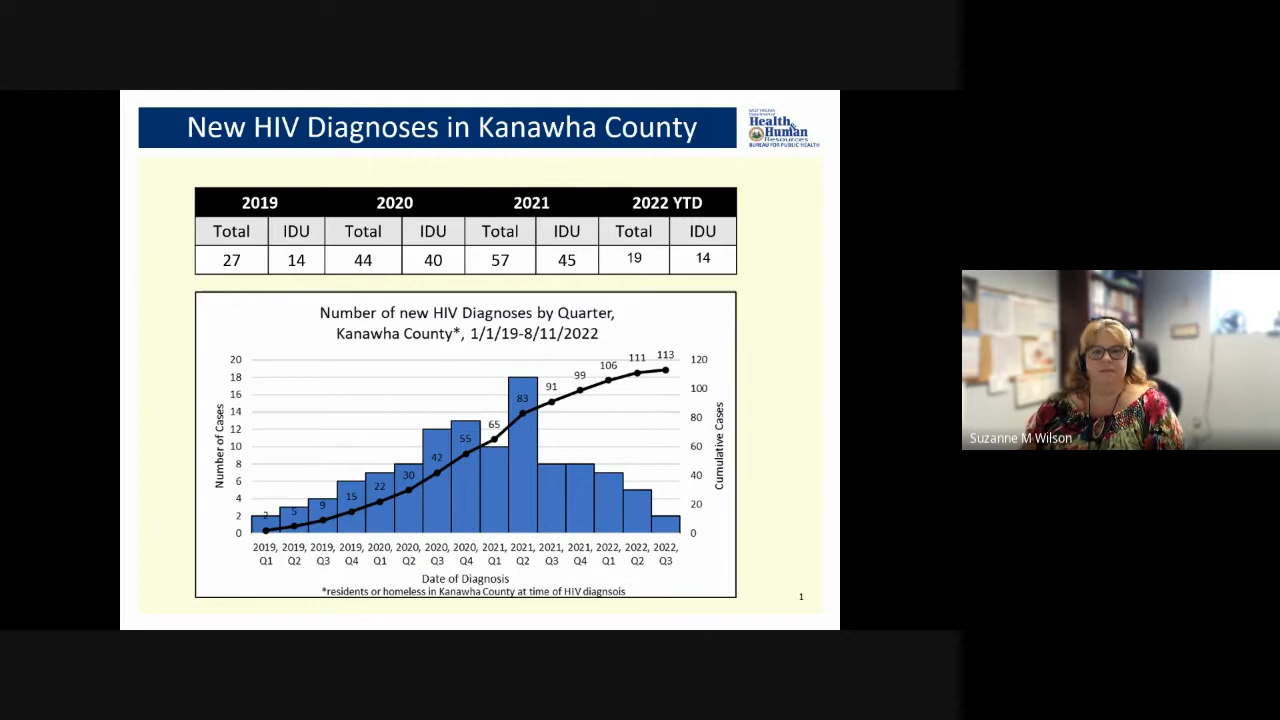 New HIV Diagnoses in Kanawha County
Health &
Human
Resources
BUREAU FOR PUBLIC HEALTH
2019 2020 2021 2022 YTD
Total IDU Total IDU Total IDU Total IDU
27 14 44 40 57 45 19 14
Number of new HIV Diagnoses by Quarter,
Kanawha County*, 1/1/19-8/11/2022
Number of Cases
20
18
16
14
12
10
8
6
4
2
0
2 5 9 15 22 30 42 55 65 83 91 99 106 111 113
120
100
80
60
40
20
0
Cumulative Cases
2019, 2019, 2019, 2019, 2020, 2020, 2020, 2020, 2021, 2021, 2021, 2021, 2022, 2022, 2022,
Q1 Q2 Q3 Q4 Q1 Q2 Q3 Q4 Q1 Q2 Q3 Q4 Q1 Q2 Q3
Date of Diagnosis
*residents or homeless in Kanawha County at time of HIV diagnsois
1
Suzanne M Wilson